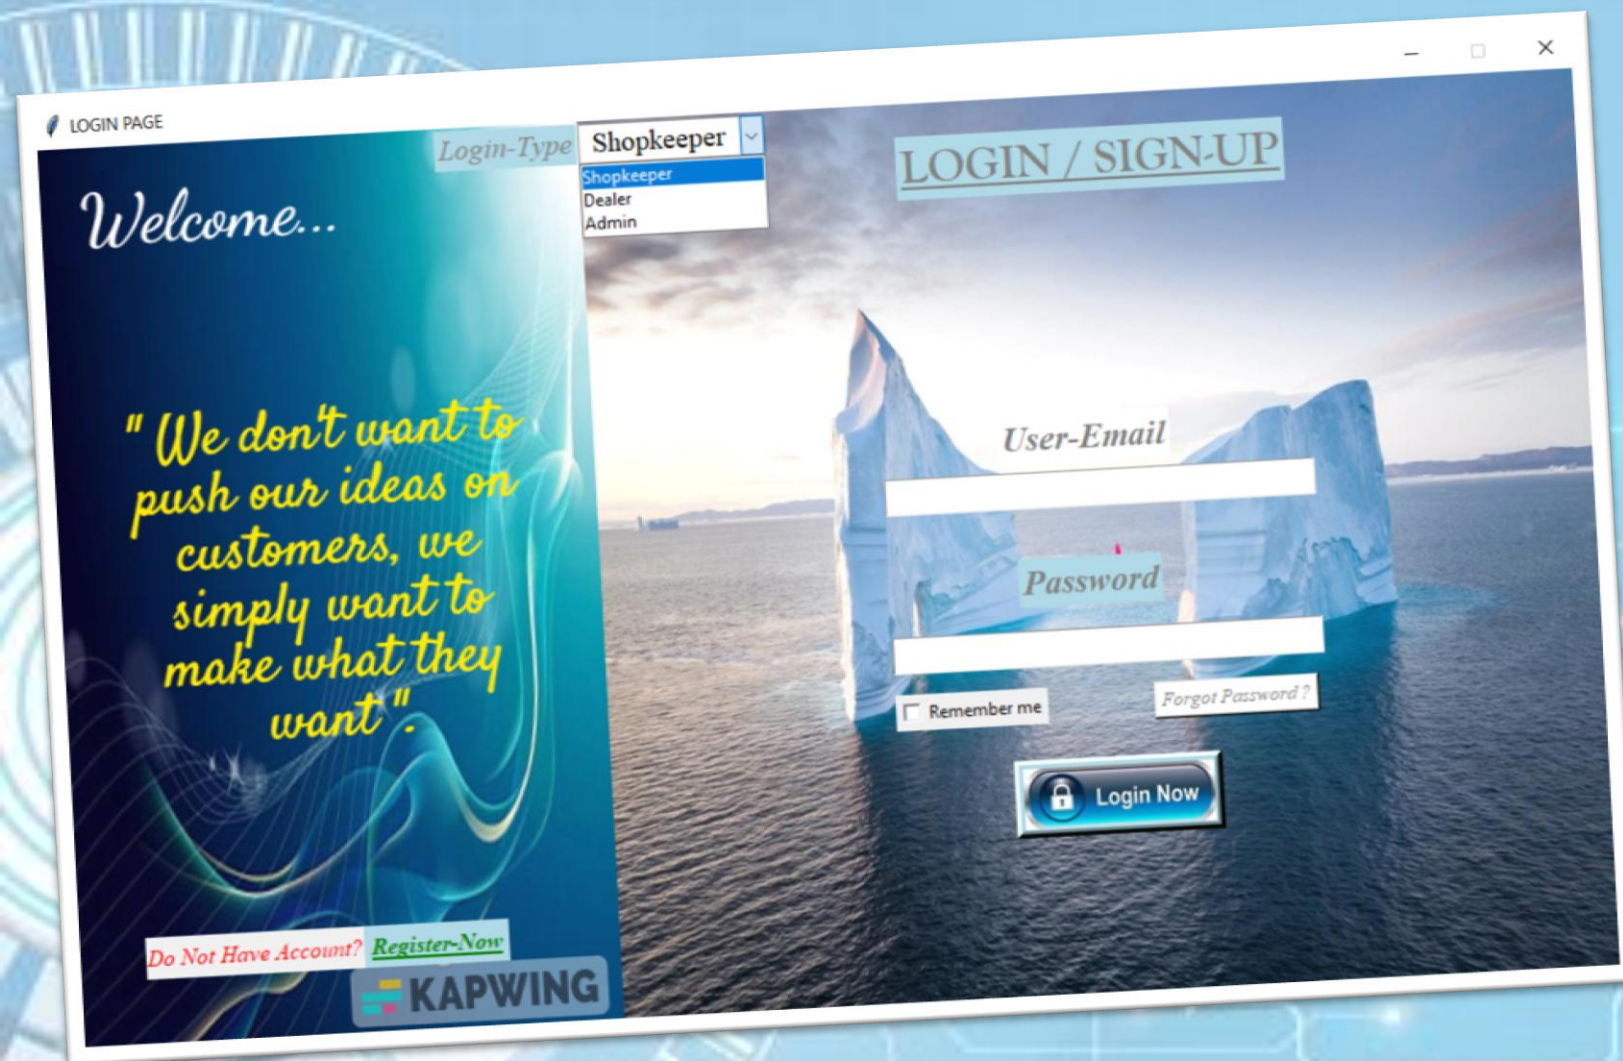 LOGIN PAGE
Login-Type
Shopkeeper
Shopkeeper
Dealer
Admin
LOGIN / SIGN-UP
Welcome...
" We don't want to
push our ideas on
customers, we
simply want to
make what they
want ".
User-Email
Password
Remember me
Forgot Password ?
Login Now
Do Not Have Account? Register-Now
KAPWING